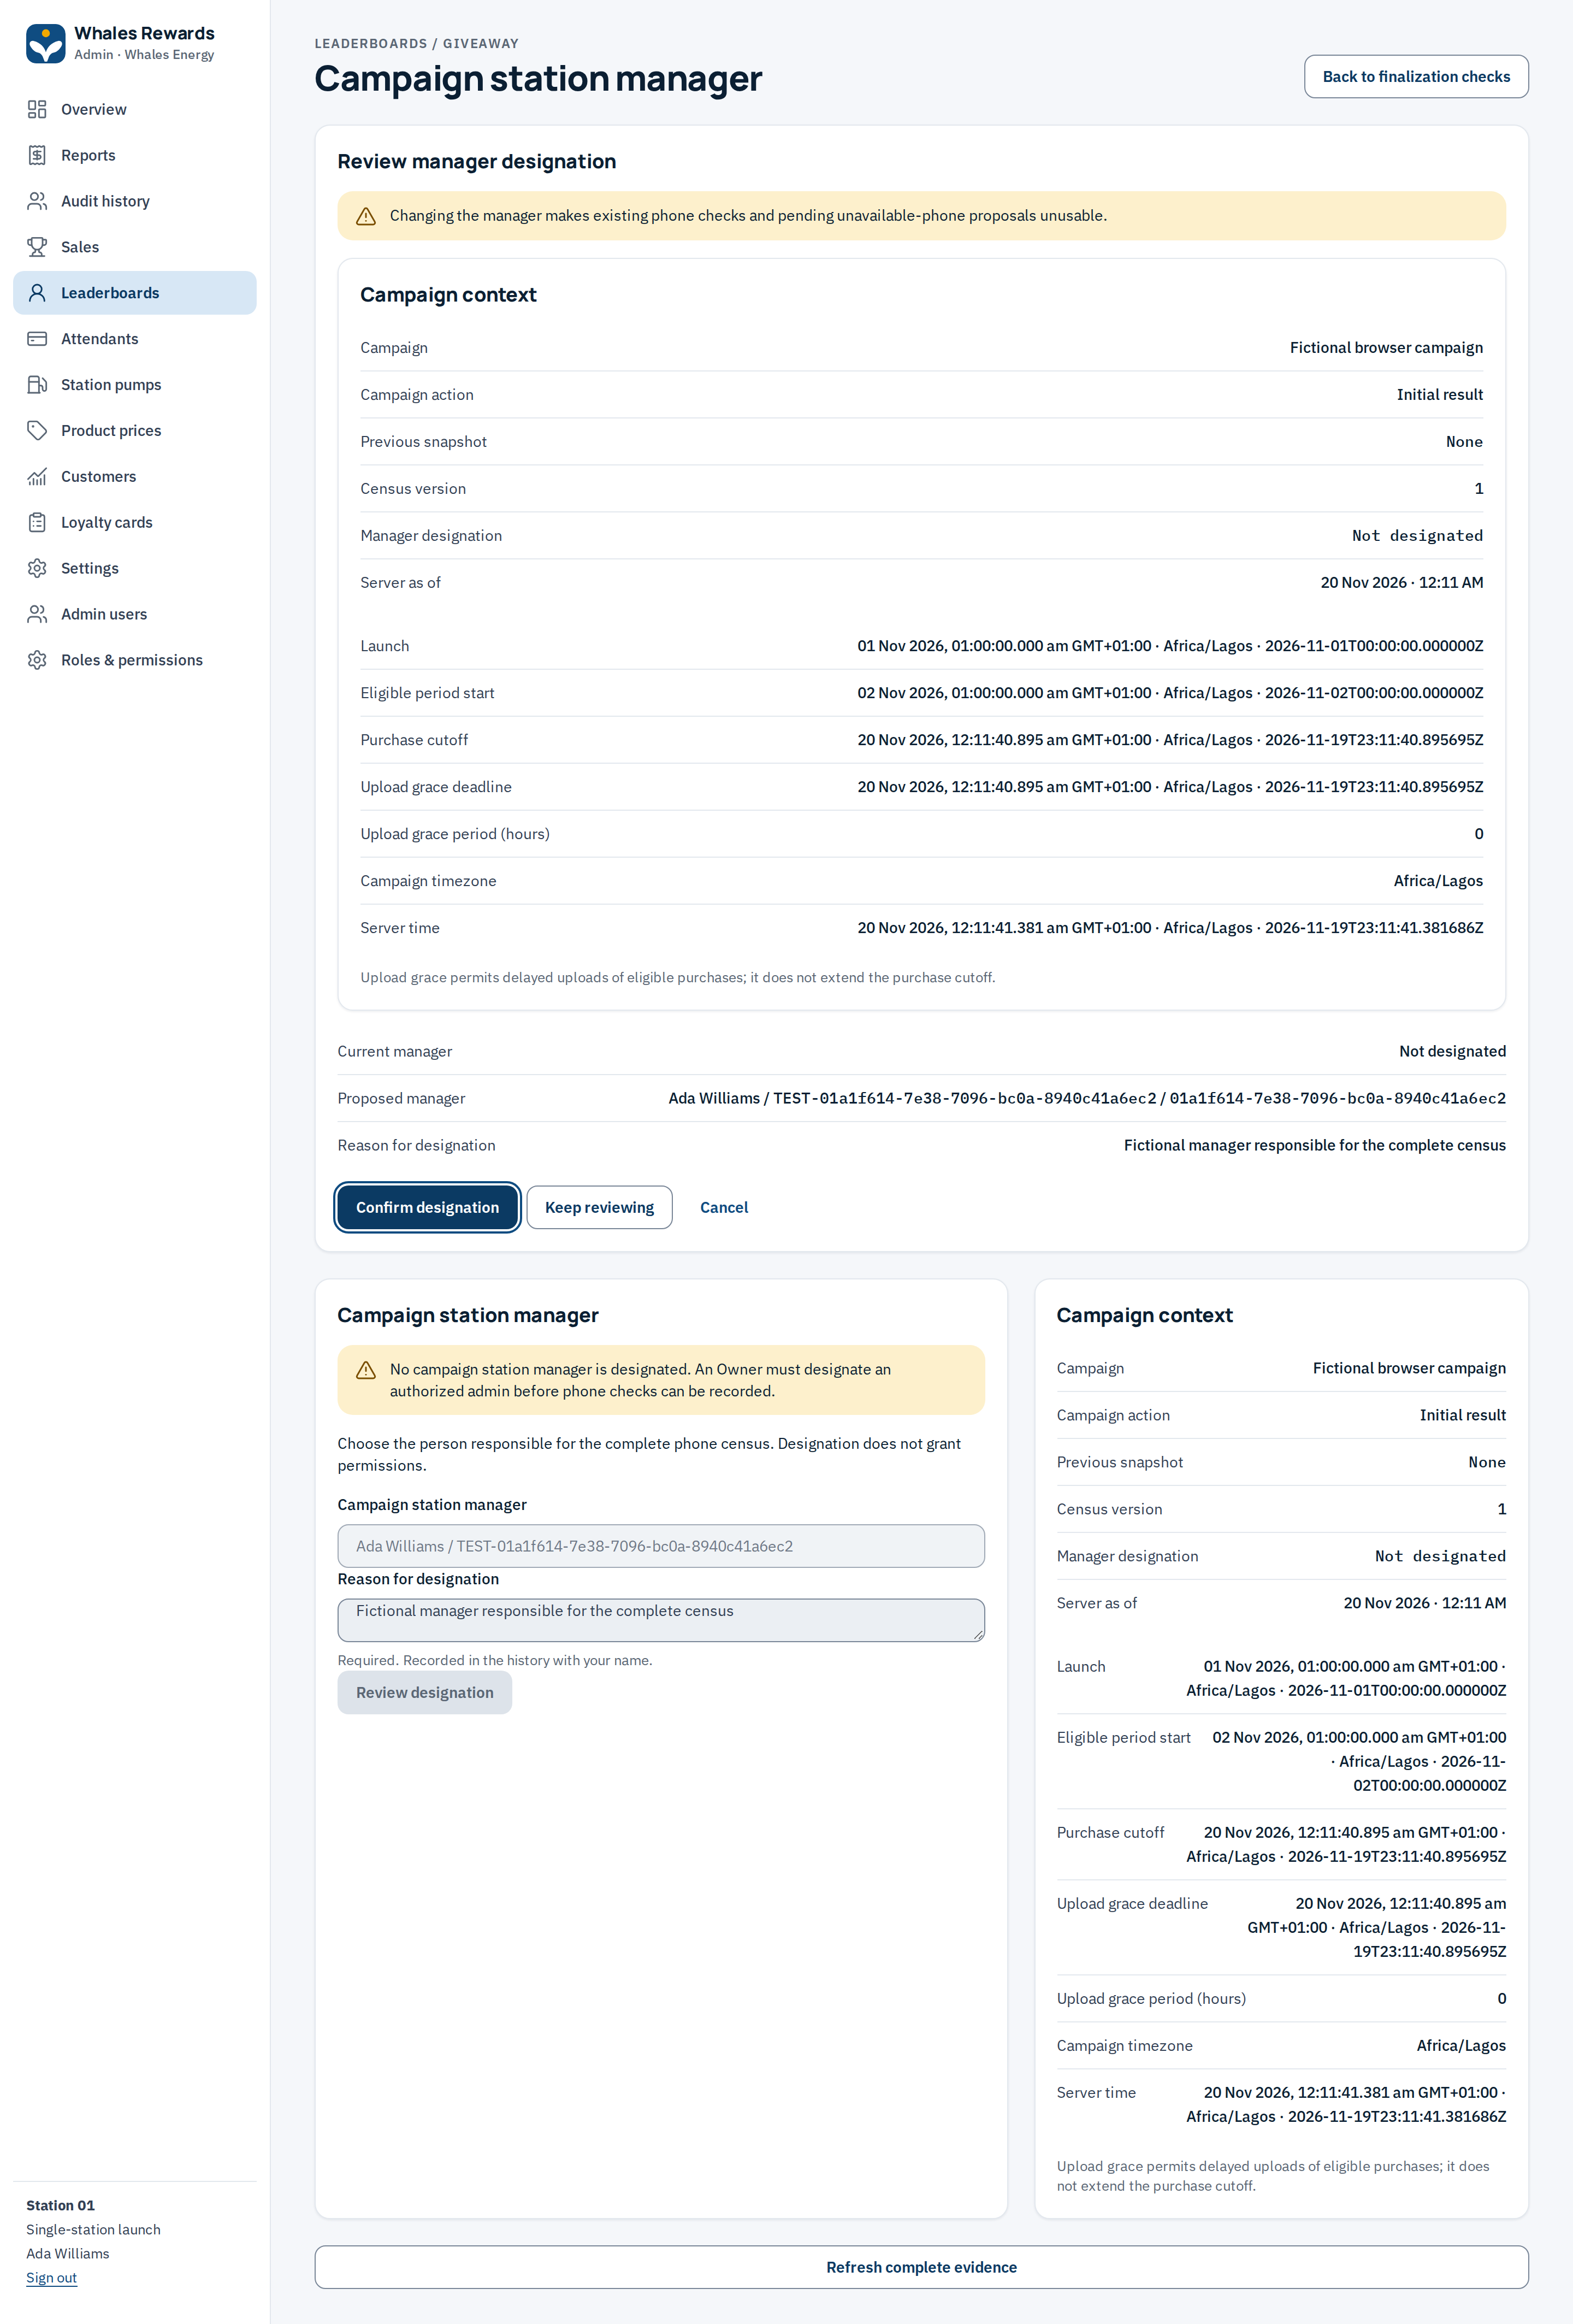 Whales Rewards
Admin · Whales Energy
Overview
Reports
Audit history
Sales
Leaderboards
Attendants
Station pumps
Product prices
Customers
Loyalty cards
Settings
Admin users
Roles & permissions
Station 01
Single-station launch
Ada Williams
Sign out
LEADERBOARDS / GIVEAWAY
Campaign station manager
Back to finalization checks
Review manager designation
Changing the manager makes existing phone checks and pending unavailable-phone proposals unusable.
Campaign context
Campaign Fictional browser campaign
Campaign action Initial result
Previous snapshot None
Census version 1
Manager designation Not designated
Server as of 20 Nov 2026 · 12:11 AM
Launch 01 Nov 2026, 01:00:00.000 am GMT+01:00 · Africa/Lagos · 2026-11-01T00:00:00.000000Z
Eligible period start 02 Nov 2026, 01:00:00.000 am GMT+01:00 · Africa/Lagos · 2026-11-02T00:00:00.000000Z
Purchase cutoff 20 Nov 2026, 12:11:40.895 am GMT+01:00 · Africa/Lagos · 2026-11-19T23:11:40.895695Z
Upload grace deadline 20 Nov 2026, 12:11:40.895 am GMT+01:00 · Africa/Lagos · 2026-11-19T23:11:40.895695Z
Upload grace period (hours) 0
Campaign timezone Africa/Lagos
Server time 20 Nov 2026, 12:11:41.381 am GMT+01:00 · Africa/Lagos · 2026-11-19T23:11:41.381686Z
Upload grace permits delayed uploads of eligible purchases; it does not extend the purchase cutoff.
Current manager Not designated
Proposed manager Ada Williams / TEST-01a1f614-7e38-7096-bc0a-8940c41a6ec2 / 01a1f614-7e38-7096-bc0a-8940c41a6ec2
Reason for designation Fictional manager responsible for the complete census
Confirm designation
Keep reviewing
Cancel
Campaign station manager
No campaign station manager is designated. An Owner must designate an
authorized admin before phone checks can be recorded.
Choose the person responsible for the complete phone census. Designation does not grant
permissions.
Campaign station manager
Ada Williams / TEST-01a1f614-7e38-7096-bc0a-8940c41a6ec2
Reason for designation
Fictional manager responsible for the complete census
Required. Recorded in the history with your name.
Review designation
Campaign context
Campaign Fictional browser campaign
Campaign action Initial result
Previous snapshot None
Census version 1
Manager designation Not designated
Server as of 20 Nov 2026 · 12:11 AM
Launch 01 Nov 2026, 01:00:00.000 am GMT+01:00 ·
Africa/Lagos · 2026-11-01T00:00:00.000000Z
Eligible period start 02 Nov 2026, 01:00:00.000 am GMT+01:00
· Africa/Lagos · 2026-11-
02T00:00:00.000000Z
Purchase cutoff 20 Nov 2026, 12:11:40.895 am GMT+01:00 ·
Africa/Lagos · 2026-11-19T23:11:40.895695Z
Upload grace deadline 20 Nov 2026, 12:11:40.895 am
GMT+01:00 · Africa/Lagos · 2026-11-
19T23:11:40.895695Z
Upload grace period (hours) 0
Campaign timezone Africa/Lagos
Server time 20 Nov 2026, 12:11:41.381 am GMT+01:00 ·
Africa/Lagos · 2026-11-19T23:11:41.381686Z
Upload grace permits delayed uploads of eligible purchases; it does
not extend the purchase cutoff.
Refresh complete evidence